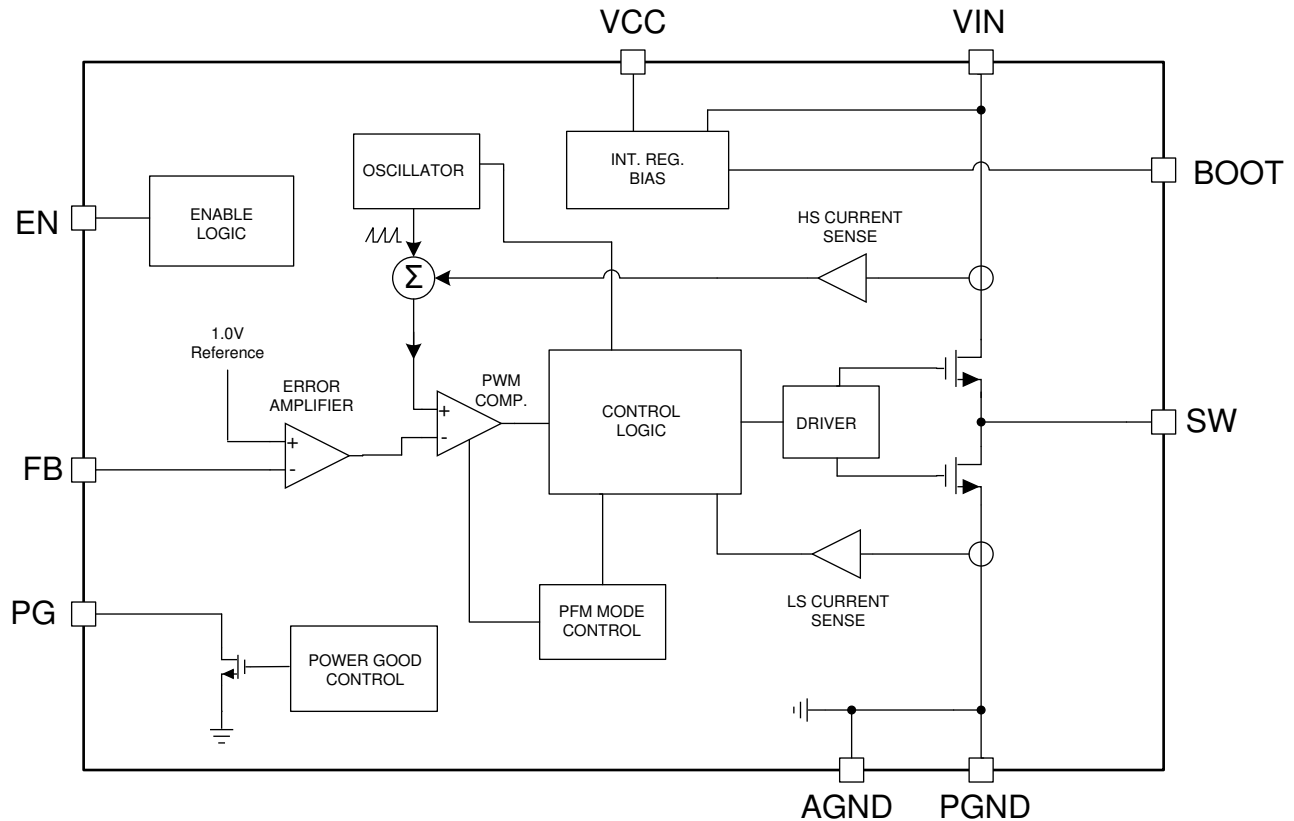 VCC
VIN
OSCILLATOR
INT. REG.
BIAS
BOOT
EN
ENABLE
LOGIC
HS CURRENT
SENSE
Σ
1.0V
Reference
ERROR
AMPLIFIER
PWM
COMP.
+
-
+
-
CONTROL
LOGIC
DRIVER
SW
FB
PG
PFM MODE
CONTROL
LS CURRENT
SENSE
POWER GOOD
CONTROL
AGND
PGND